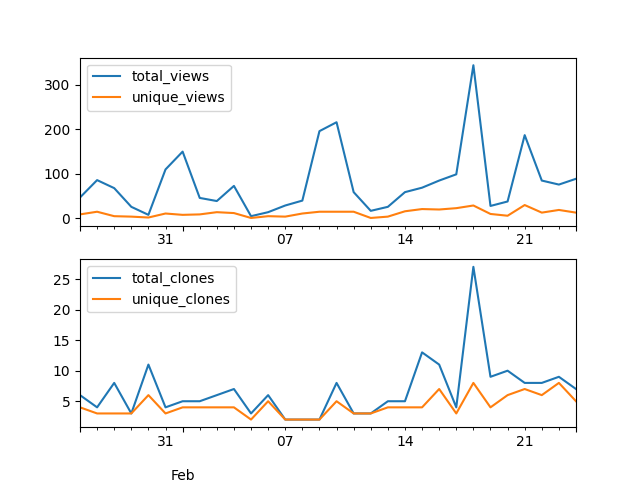 total_views
unique_views
300
200
100
0
31 07 14 21
total_clones
unique_clones
25
20
15
10
5
31 07 14 21
Feb